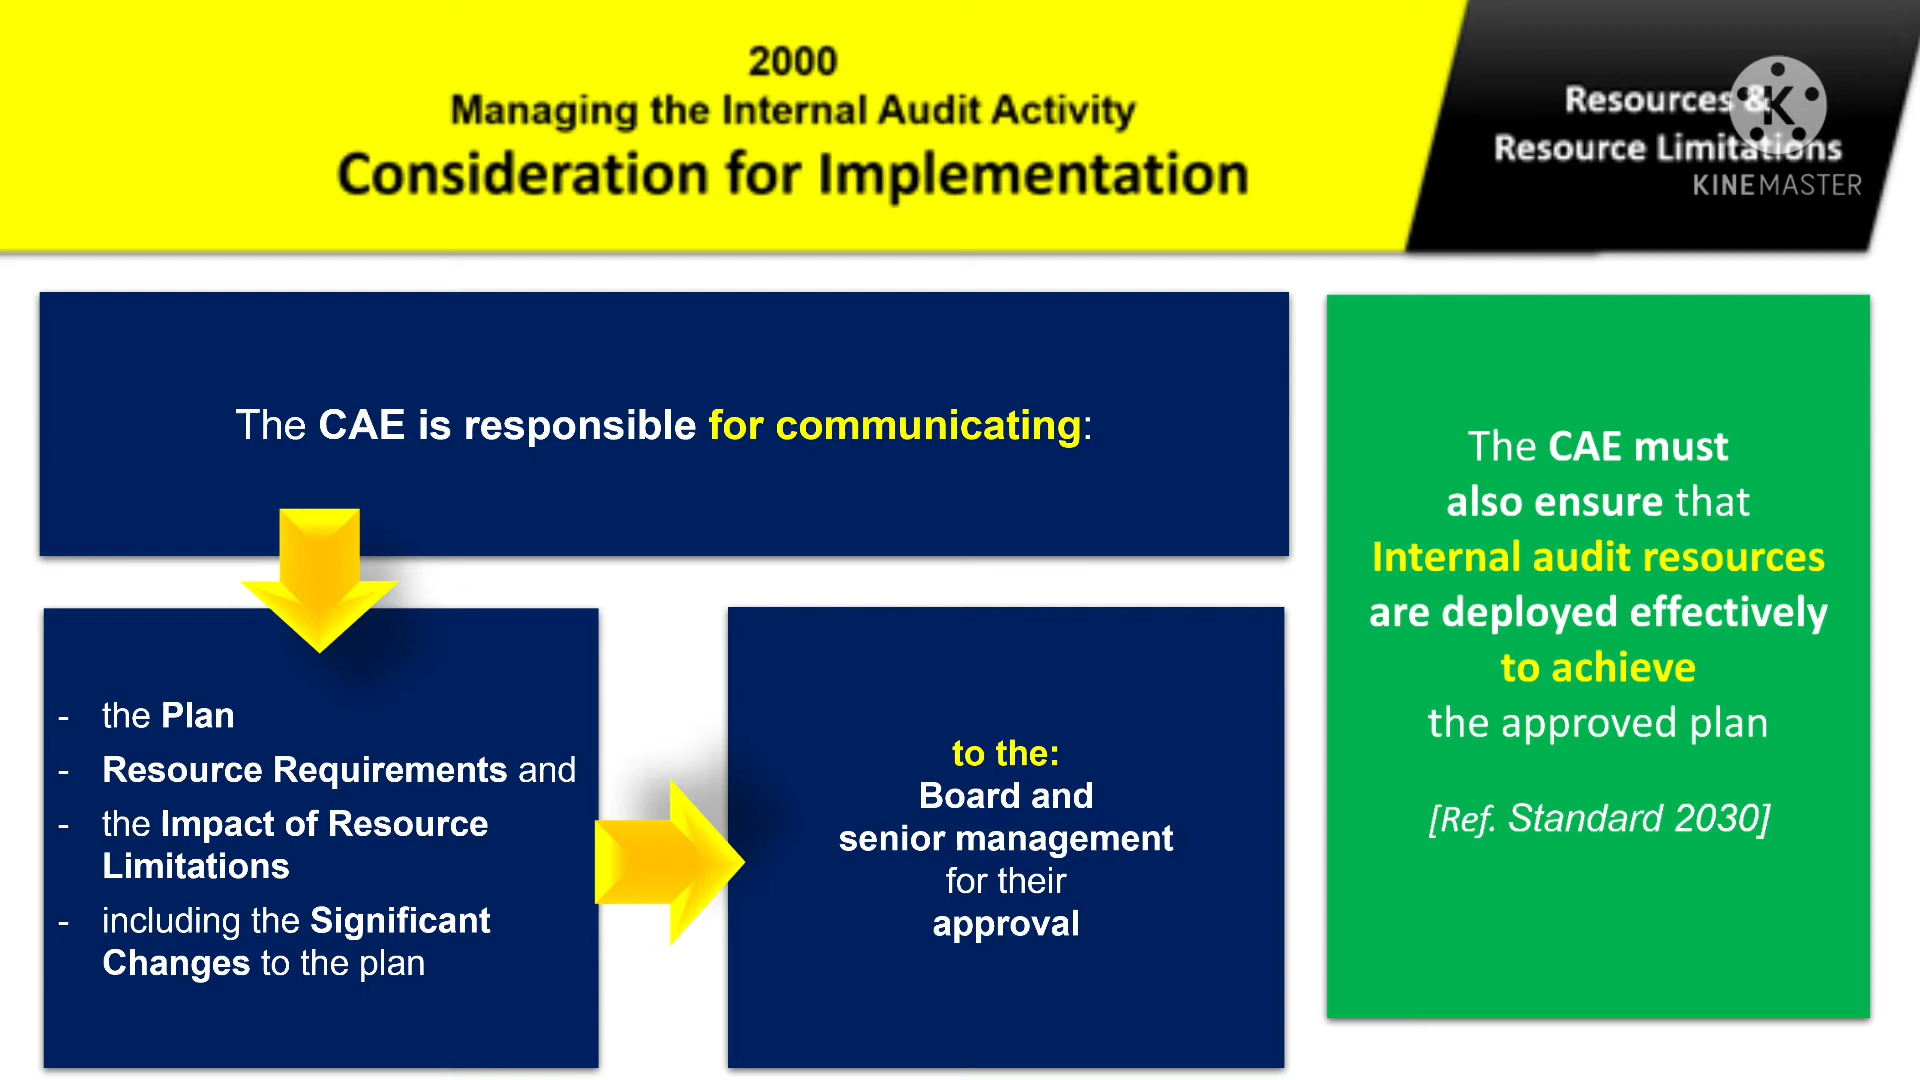 2000
Managing the Internal Audit Activity
Consideration for Implementation
Resources &
Resource Limitations
KINEMASTER
The CAE is responsible for communicating:
- the Plan
- Resource Requirements and
- the Impact of Resource
Limitations
- including the Significant
Changes to the plan
to the:
Board and
senior management
for their
approval
The CAE must
also ensure that
Internal audit resources
are deployed effectively
to achieve
the approved plan
[Ref. Standard 2030]